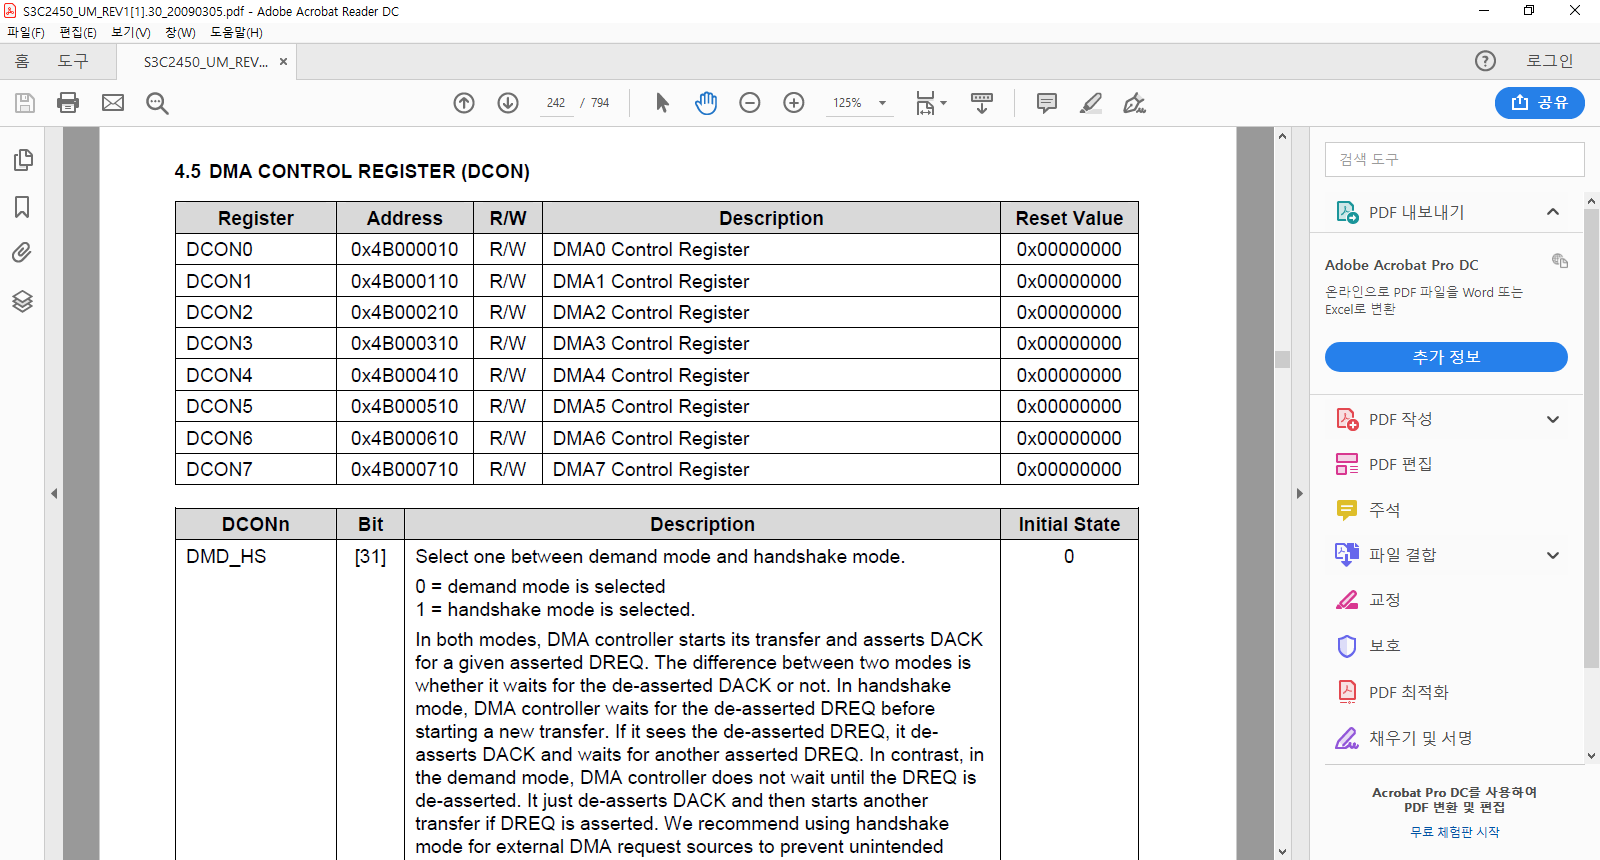 S3C2450_UM_REV1[1].30_20090305.pdf - Adobe Acrobat Reader DC
파일(F) 편집(E) 보기(V) 창(W) 도움말(H)
홈 도구 S3C2450_UM_REV... × ? 로그인
242 / 794 125% 공유
4.5 DMA CONTROL REGISTER (DCON)
Register Address R/W Description Reset Value
DCON0 0x4B000010 R/W DMA0 Control Register 0x00000000
DCON1 0x4B000110 R/W DMA1 Control Register 0x00000000
DCON2 0x4B000210 R/W DMA2 Control Register 0x00000000
DCON3 0x4B000310 R/W DMA3 Control Register 0x00000000
DCON4 0x4B000410 R/W DMA4 Control Register 0x00000000
DCON5 0x4B000510 R/W DMA5 Control Register 0x00000000
DCON6 0x4B000610 R/W DMA6 Control Register 0x00000000
DCON7 0x4B000710 R/W DMA7 Control Register 0x00000000
DCONn Bit Description Initial State
DMD_HS [31] Select one between demand mode and handshake mode. 0
0 = demand mode is selected
1 = handshake mode is selected.
In both modes, DMA controller starts its transfer and asserts DACK
for a given asserted DREQ. The difference between two modes is
whether it waits for the de-asserted DACK or not. In handshake
mode, DMA controller waits for the de-asserted DREQ before
starting a new transfer. If it sees the de-asserted DREQ, it de-
asserts DACK and waits for another asserted DREQ. In contrast, in
the demand mode, DMA controller does not wait until the DREQ is
de-asserted. It just de-asserts DACK and then starts another
transfer if DREQ is asserted. We recommend using handshake
mode for external DMA request sources to prevent unintended
검색 도구
PDF 내보내기
Adobe Acrobat Pro DC
온라인으로 PDF 파일을 Word 또는
Excel로 변환
추가 정보
PDF 작성
PDF 편집
주석
파일 결합
교정
보호
PDF 최적화
채우기 및 서명
Acrobat Pro DC를 사용하여
PDF 변환 및 편집
무료 체험판 시작